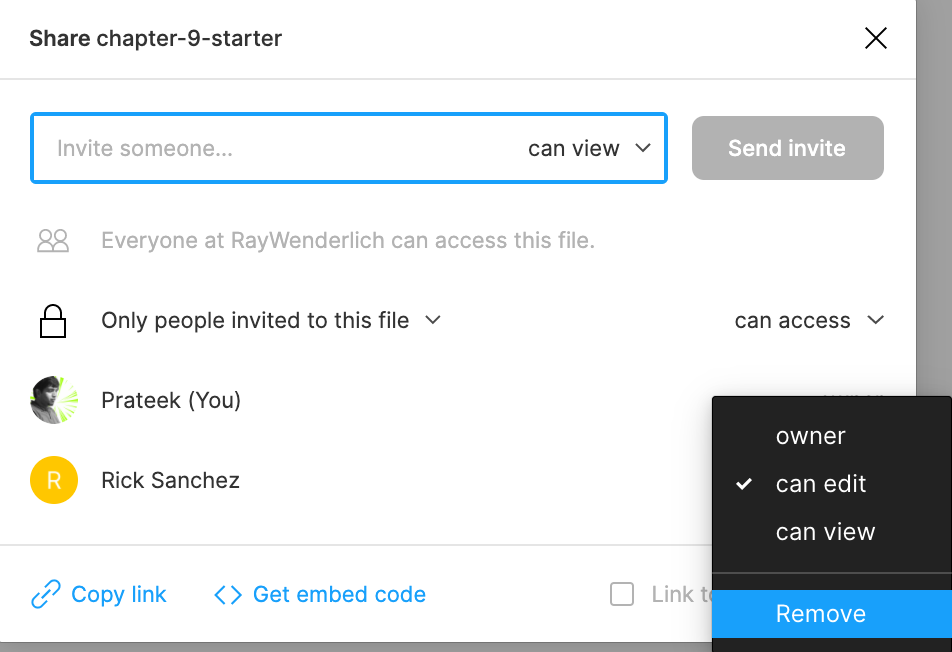 Share chapter-9-starter
Invite someone... can view
Send invite
Everyone at RayWenderlich can access this file.
Only people invited to this file can access
Prateek (You)
owner
can edit
can view
Remove
R Rick Sanchez
Copy link
Get embed code
Link